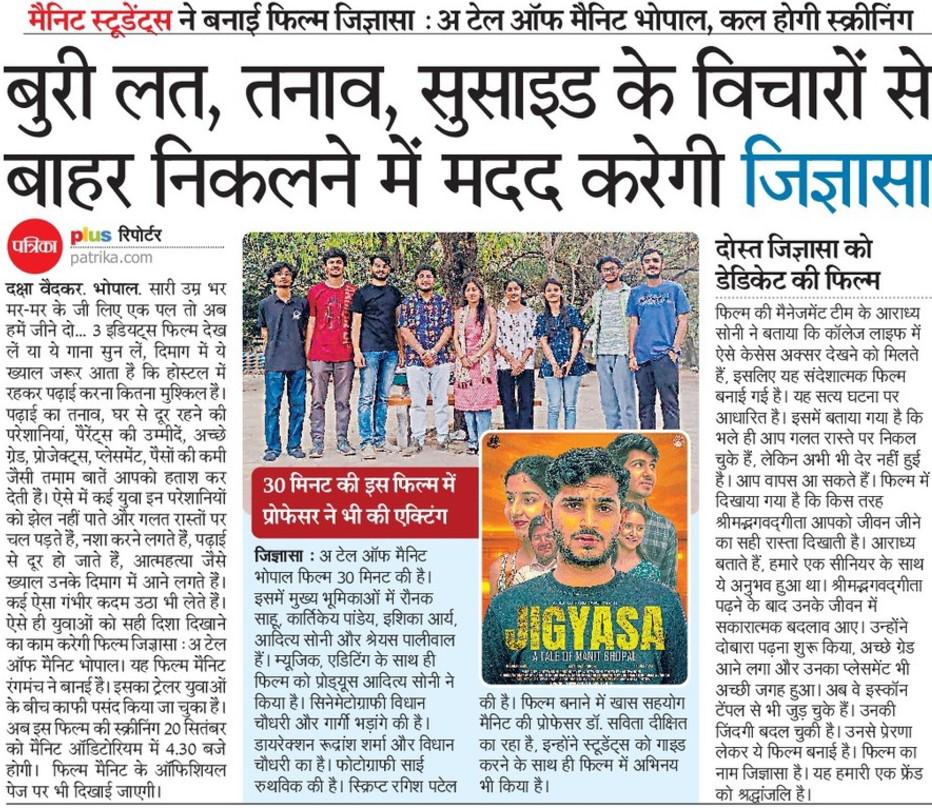 मैनिट स्टूडेंट्स ने बनाई फिल्म जिज्ञासा : अ टेल ऑफ मैनिट भोपाल, कल होगी स्क्रीनिंग
बुरी लत, तनाव, सुसाइड के विचारों से
बाहर निकलने में मदद करेगी जिज्ञासा
पत्रिका
plus रिपोर्टर
patrika.com
दक्षा वैदकर. भोपाल. सारी उम्र भर
मर-मर के जी लिए एक पल तो अब
हमें जीने दो... 3 इडियट्स फिल्म देख
लें या ये गाना सुन लें, दिमाग में ये
ख्याल जरूर आता है कि होस्टल में
रहकर पढ़ाई करना कितना मुश्किल है।
पढ़ाई का तनाव, घर से दूर रहने की
परेशानियां, पैरेंट्स की उम्मीदें, अच्छे
ग्रेड, प्रोजेक्ट्स, प्लेसमेंट, पैसों की कमी
जैसी तमाम बातें आपको हताश कर
देती है। ऐसे में कई युवा इन परेशानियों
को झेल नहीं पाते और गलत रास्तों पर
चल पड़ते हैं, नशा करने लगते हैं, पढ़ाई
से दूर हो जाते हैं, आत्महत्या जैसे
ख्याल उनके दिमाग में आने लगते हैं।
कई ऐसा गंभीर कदम उठा भी लेते हैं।
ऐसे ही युवाओं को सही दिशा दिखाने
का काम करेगी फिल्म जिज्ञासा : अ टेल
ऑफ मैनिट भोपाल। यह फिल्म मैनिट
रंगमंच ने बानई है। इसका ट्रेलर युवाओं
के बीच काफी पसंद किया जा चुका है।
अब इस फिल्म की स्क्रीनिंग 20 सितंबर
को मैनिट ऑडिटोरियम में 4.30 बजे
होगी। फिल्म मैनिट के ऑफिशियल
पेज पर भी दिखाई जाएगी।
30 मिनट की इस फिल्म में
प्रोफेसर ने भी की एक्टिंग
जिज्ञासा : अ टेल ऑफ मैनिट
भोपाल फिल्म 30 मिनट की है।
इसमें मुख्य भूमिकाओं में रौनक
साहू, कार्तिकेय पांडेय, इशिका आर्य,
आदित्य सोनी और श्रेयस पालीवाल
हैं। म्यूजिक, एडिटिंग के साथ ही
फिल्म को प्रोड्यूस आदित्य सोनी ने
किया है। सिनेमेटोग्राफी विधान
चौधरी और गार्गी भड़ांगे की है।
डायरेक्शन रूद्रांश शर्मा और विधान
चौधरी का है। फोटोग्राफी साई
रुथविक की है। स्क्रिप्ट रगिश पटेल
JIGYASA
A TALE OF MANIT BHOPAL
की है। फिल्म बनाने में खास सहयोग
मैनिट की प्रोफेसर डॉ. सविता दीक्षित
का रहा है, इन्होंने स्टूडेंट्स को गाइड
करने के साथ ही फिल्म में अभिनय
भी किया है।
दोस्त जिज्ञासा को
डेडिकेट की फिल्म
फिल्म की मैनेजमेंट टीम के आराध्य
सोनी ने बताया कि कॉलेज लाइफ में
ऐसे केसेस अक्सर देखने को मिलते
हैं, इसलिए यह संदेशात्मक फिल्म
बनाई गई है। यह सत्य घटना पर
आधारित है। इसमें बताया गया है कि
भले ही आप गलत रास्ते पर निकल
चुके हैं, लेकिन अभी भी देर नहीं हुई
है। आप वापस आ सकते हैं। फिल्म में
दिखाया गया है कि किस तरह
श्रीमद्भगवद्गीता आपको जीवन जीने
का सही रास्ता दिखाती है। आराध्य
बताते हैं, हमारे एक सीनियर के साथ
ये अनुभव हुआ था। श्रीमद्भगवद्गीता
पढ़ने के बाद उनके जीवन में
सकारात्मक बदलाव आए। उन्होंने
दोबारा पढ़ना शुरू किया, अच्छे ग्रेड
आने लगा और उनका प्लेसमेंट भी
अच्छी जगह हुआ। अब वे इस्कॉन
टेंपल से भी जुड़ चुके हैं। उनकी
जिंदगी बदल चुकी है। उनसे प्रेरणा
लेकर ये फिल्म बनाई है। फिल्म का
नाम जिज्ञासा है। यह हमारी एक फ्रेंड
को श्रद्धांजलि है।